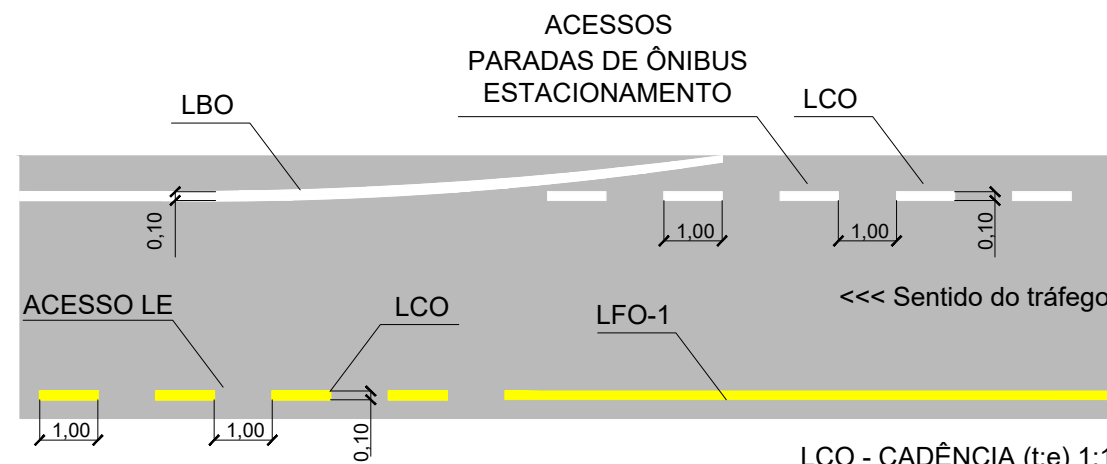 ACESSOS
PARADAS DE ÔNIBUS
ESTACIONAMENTO
LBO
LCO
0,10
1,00
1,00
0,10
<<< Sentido do tráfego
ACESSO LE
LCO
LFO-1
1,00
1,00
0,10
LCO - CADÊNCIA (t:e) 1:1